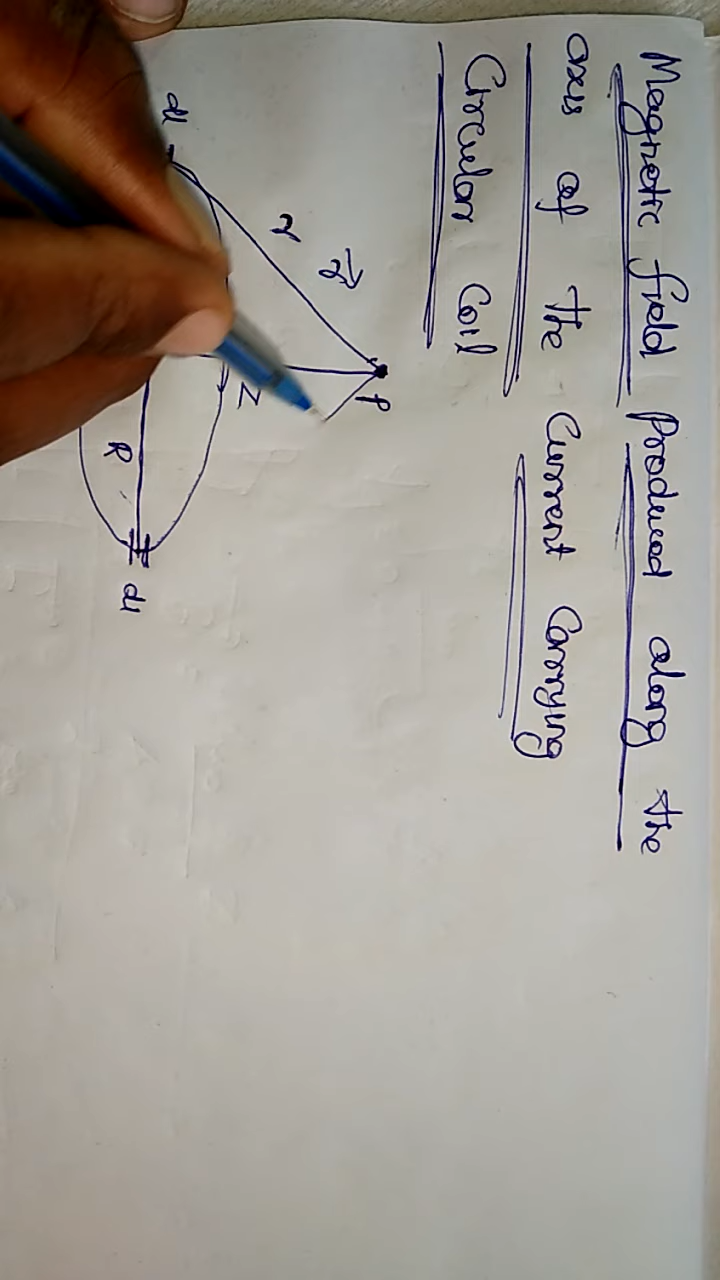 Magnetic field Produced along the
axis of the Current Carrying
Circular Coil
P
r
r
z
dl
R
dl